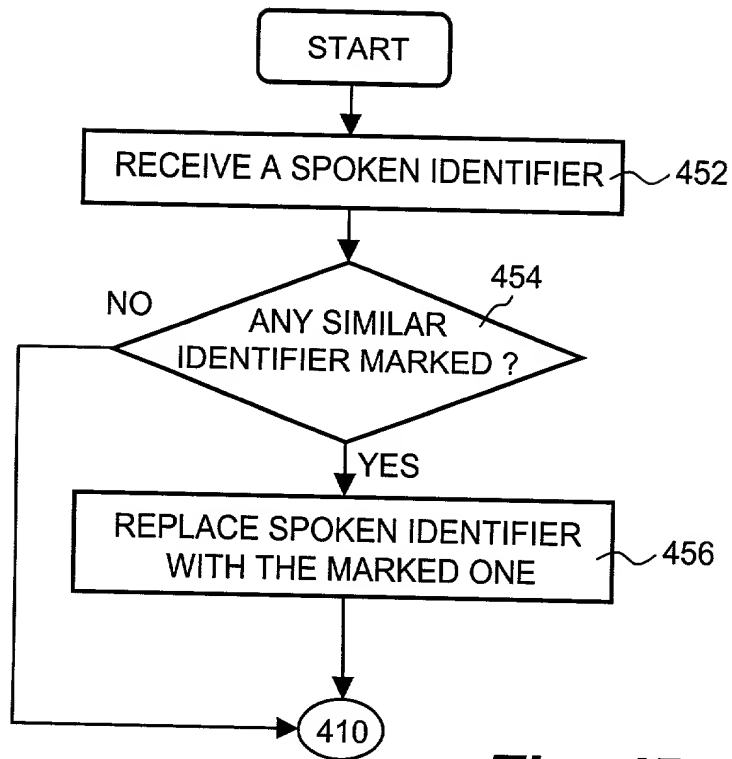 START
RECEIVE A SPOKEN IDENTIFIER
452
454
NO
ANY SIMILAR
IDENTIFIER MARKED ?
YES
REPLACE SPOKEN IDENTIFIER
WITH THE MARKED ONE
456
410